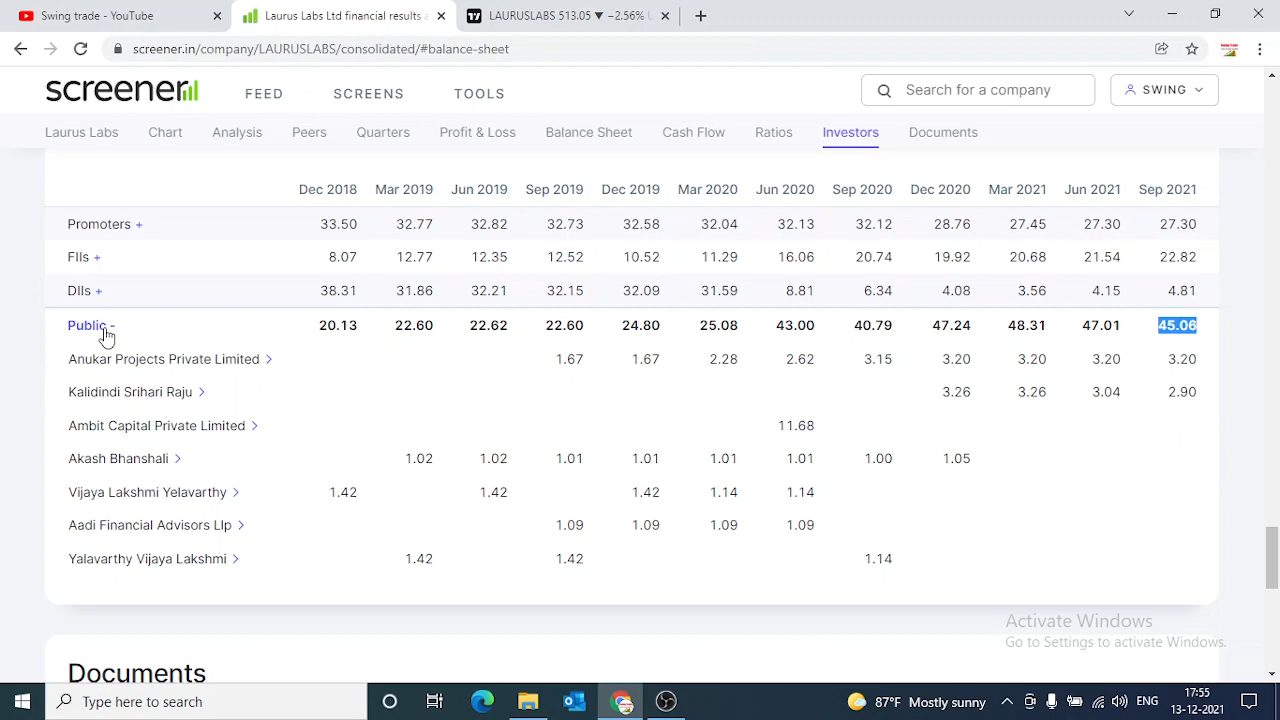 Swing trade - YouTube
Laurus Labs Ltd financial results a
LAURUSLABS 513.05 ▼ −2.56% U
screener.in/company/LAURUSLABS/consolidated/#balance-sheet
screener
FEED SCREENS TOOLS
Search for a company
SWING
Laurus Labs Chart Analysis Peers Quarters Profit & Loss Balance Sheet Cash Flow Ratios Investors Documents
Dec 2018 Mar 2019 Jun 2019 Sep 2019 Dec 2019 Mar 2020 Jun 2020 Sep 2020 Dec 2020 Mar 2021 Jun 2021 Sep 2021
Promoters + 33.50 32.77 32.82 32.73 32.58 32.04 32.13 32.12 28.76 27.45 27.30 27.30
FIIs + 8.07 12.77 12.35 12.52 10.52 11.29 16.06 20.74 19.92 20.68 21.54 22.82
DIIs + 38.31 31.86 32.21 32.15 32.09 31.59 8.81 6.34 4.08 3.56 4.15 4.81
Public - 20.13 22.60 22.62 22.60 24.80 25.08 43.00 40.79 47.24 48.31 47.01 45.06
Anukar Projects Private Limited 1.67 1.67 2.28 2.62 3.15 3.20 3.20 3.20 3.20
Kalidindi Srihari Raju 3.26 3.26 3.04 2.90
Ambit Capital Private Limited 11.68
Akash Bhanshali 1.02 1.02 1.01 1.01 1.01 1.01 1.00 1.05
Vijaya Lakshmi Yelavarthy 1.42 1.42 1.42 1.14 1.14
Aadi Financial Advisors Llp 1.09 1.09 1.09 1.09
Yalavarthy Vijaya Lakshmi 1.42 1.42 1.14
Activate Windows
Go to Settings to activate Windows.
Documents
Type here to search
87°F Mostly sunny
ENG
17:55
13-12-2021